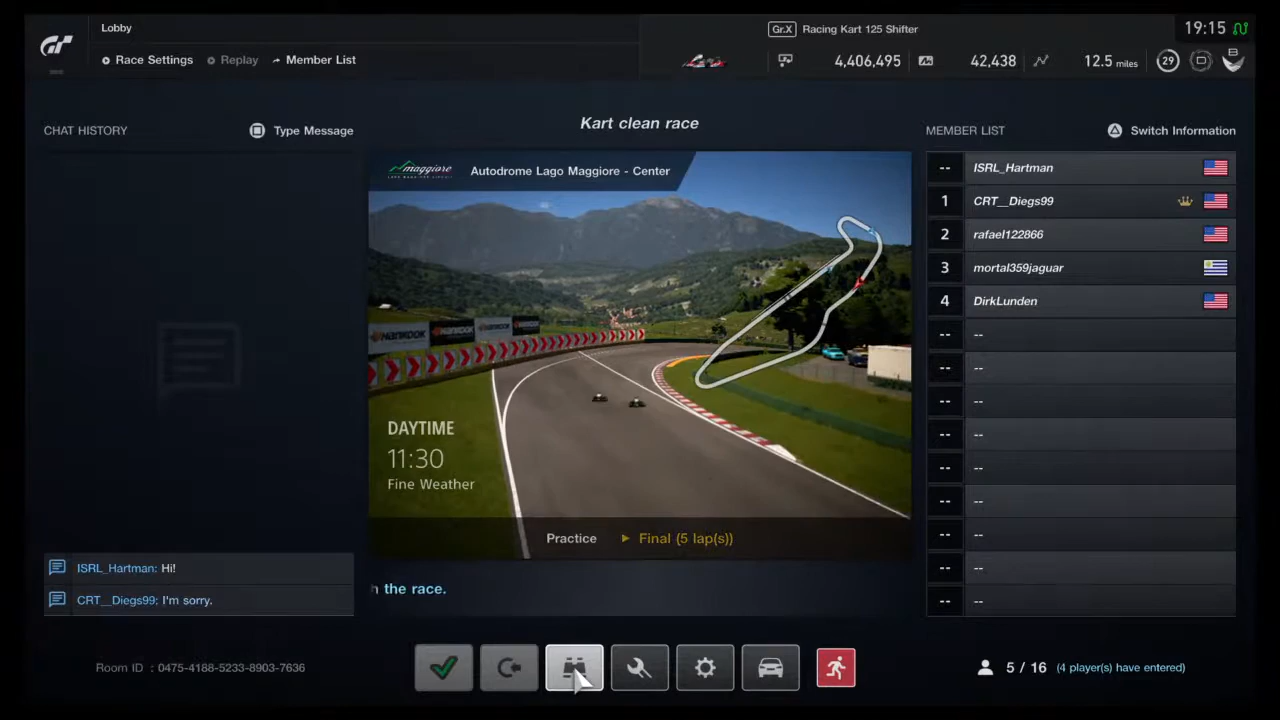 Lobby
Gr.X Racing Kart 125 Shifter
19:15
Race Settings Replay Member List
4,406,495 42,438 12.5 miles 29 B
CHAT HISTORY
Type Message
Kart clean race
MEMBER LIST
Switch Information
maggiore
Autodrome Lago Maggiore - Center
-- ISRL_Hartman
1 CRT__Diegs99
2 rafael122866
3 mortal359jaguar
4 DirkLunden
-- --
-- --
-- --
-- --
-- --
-- --
-- --
-- --
-- --
HANKOOK
HANKOOK
DAYTIME
11:30
Fine Weather
Practice Final (5 lap(s))
ISRL_Hartman: Hi!
CRT__Diegs99: I'm sorry.
h the race.
Room ID : 0475-4188-5233-8903-7636
5 / 16 (4 player(s) have entered)